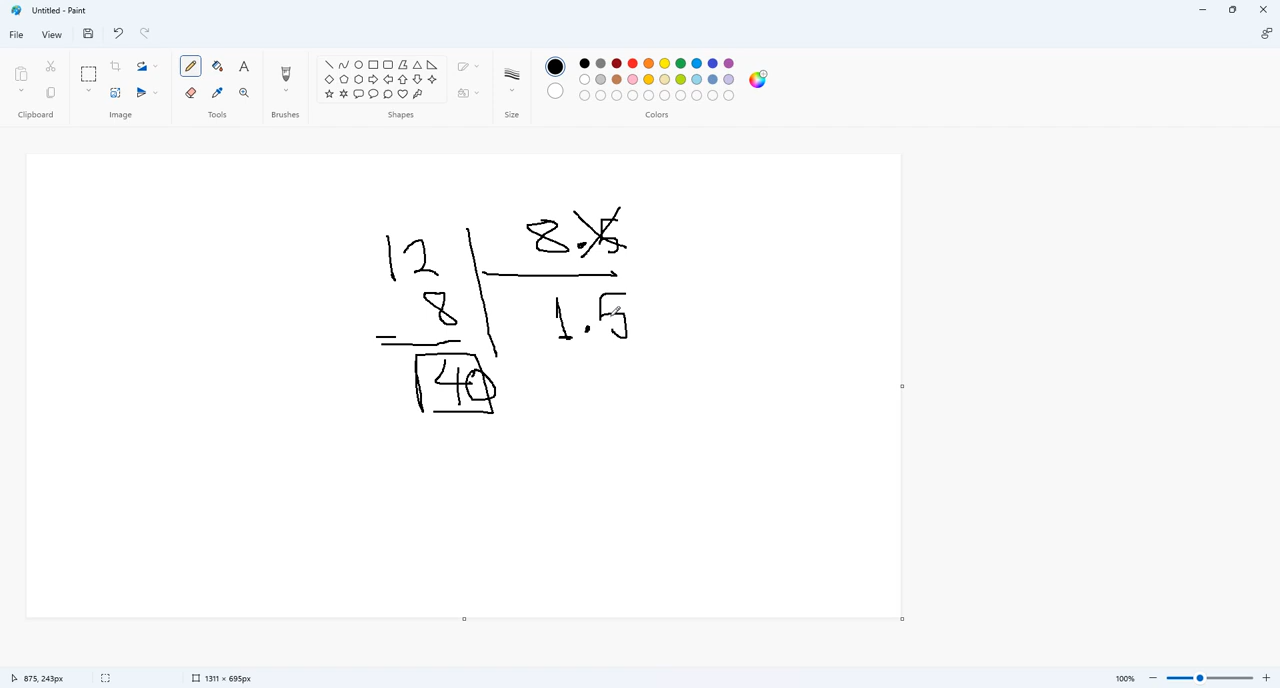 Untitled - Paint
File View
Clipboard Image Tools Brushes Shapes Size Colors
A
12
8
40
8.5
1.5
875, 243px 1311 × 695px 100%